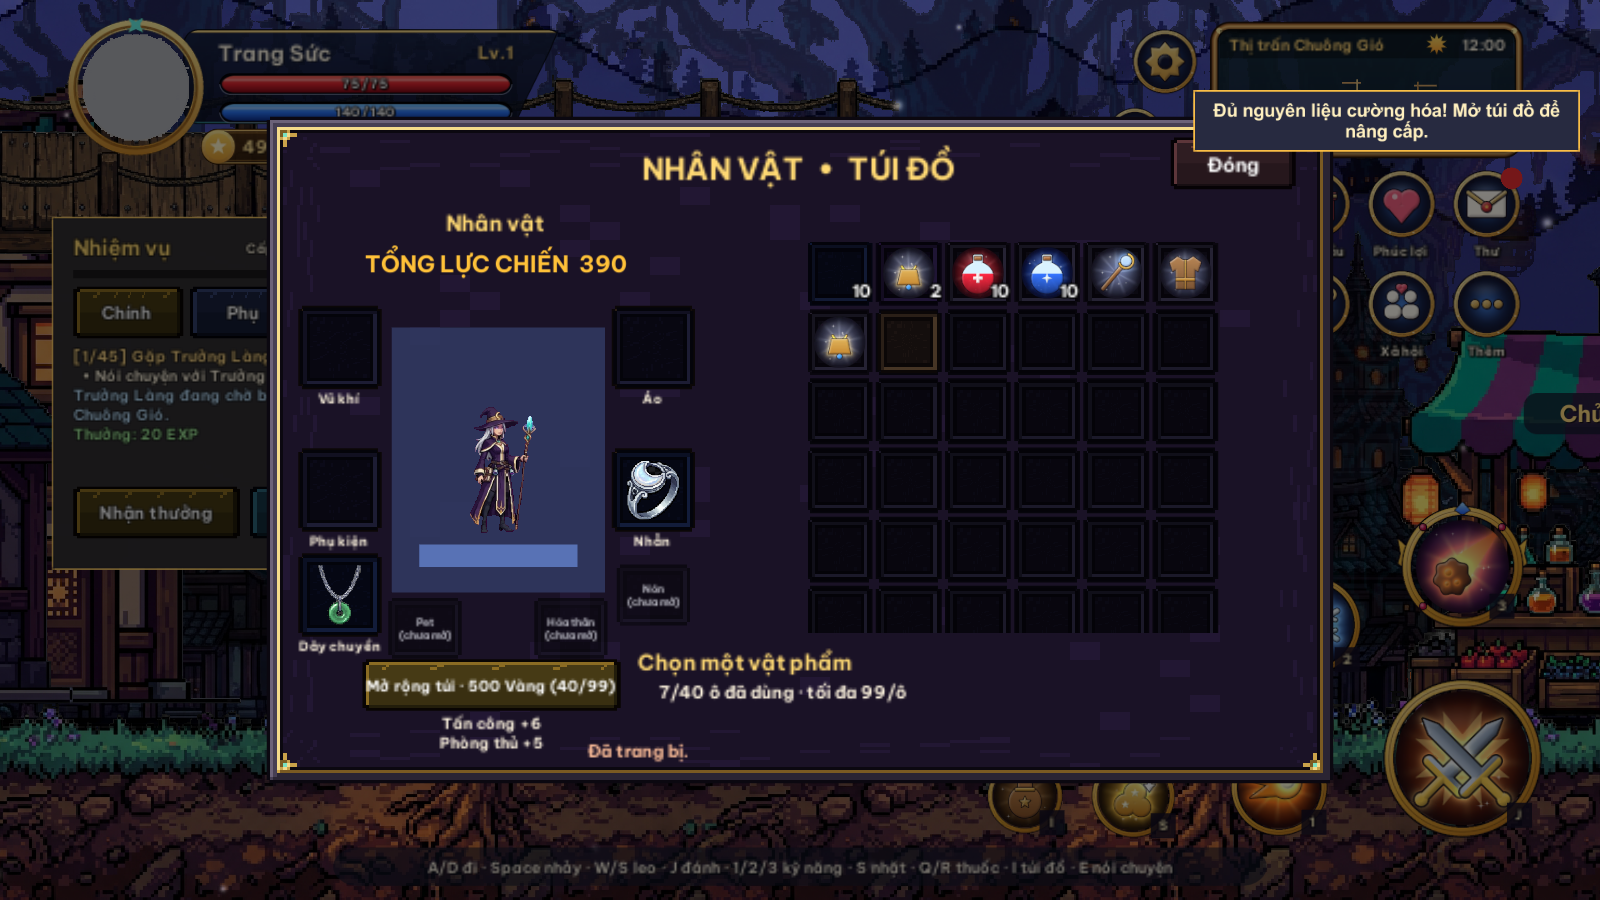 Trang Sức
Lv.1
75/75
140/140
49
Thị trấn Chuông Gió
12:00
Đủ nguyên liệu cường hóa! Mở túi đồ để
nâng cấp.
NHÂN VẬT • TÚI ĐỒ
Đóng
Nhân vật
TỔNG LỰC CHIẾN 390
10
2
10
10
Vũ khí
Áo
Phụ kiện
Nhẫn
Dây chuyền
Pet
(chưa mở)
Hóa thân
(chưa mở)
Nón
(chưa mở)
Mở rộng túi · 500 Vàng (40/99)
Tấn công +6
Phòng thủ +5
Chọn một vật phẩm
7/40 ô đã dùng · tối đa 99/ô
Đã trang bị.
Nhiệm vụ
Chính
Phụ
[1/45] Gặp Trưởng Làng
• Nói chuyện với Trưởng
Trưởng Làng đang chờ b
Chuông Gió.
Thưởng: 20 EXP
Nhận thưởng
Phúc lợi
Thư
Xã hội
Thêm
3
2
J
I
S
1
A/D đi · Space nhảy · W/S leo · J đánh · 1/2/3 kỹ năng · S nhặt · Q/R thuốc · I túi đồ · E nói chuyện